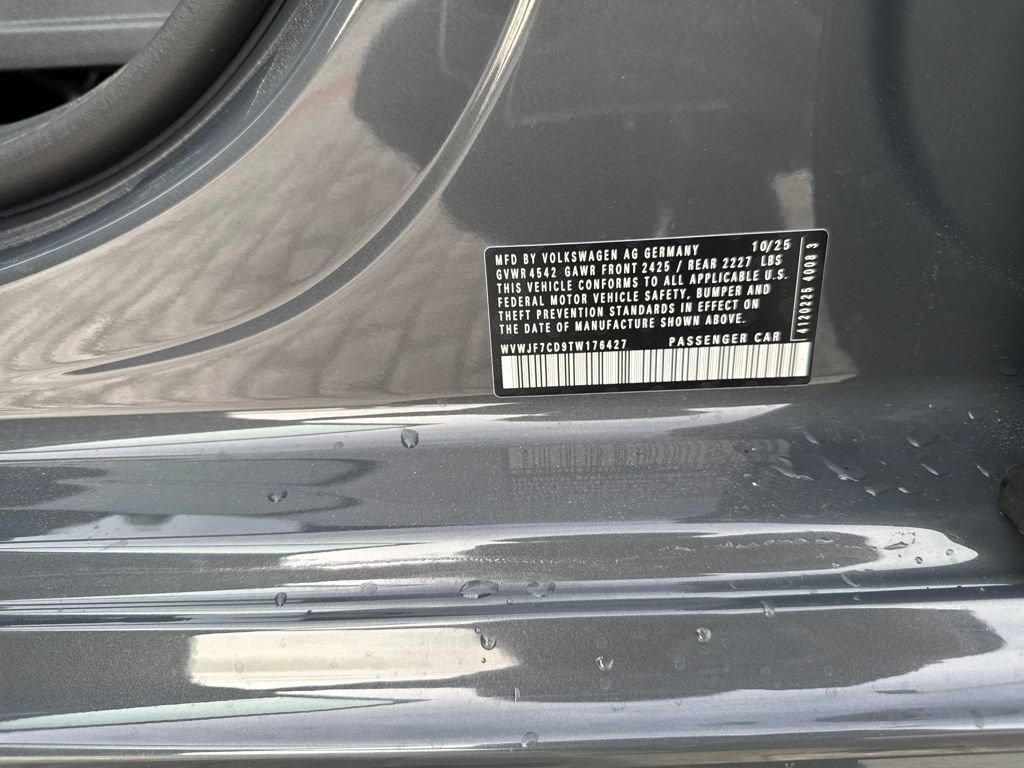 MFD BY VOLKSWAGEN AG GERMANY 10/25
GVWR 4542 GAWR FRONT 2425 / REAR 2227 LBS
THIS VEHICLE CONFORMS TO ALL APPLICABLE U.S.
FEDERAL MOTOR VEHICLE SAFETY, BUMPER AND
THEFT PREVENTION STANDARDS IN EFFECT ON
THE DATE OF MANUFACTURE SHOWN ABOVE.
WVWJF7CD9TW176427 PASSENGER CAR
4120226 4008 3